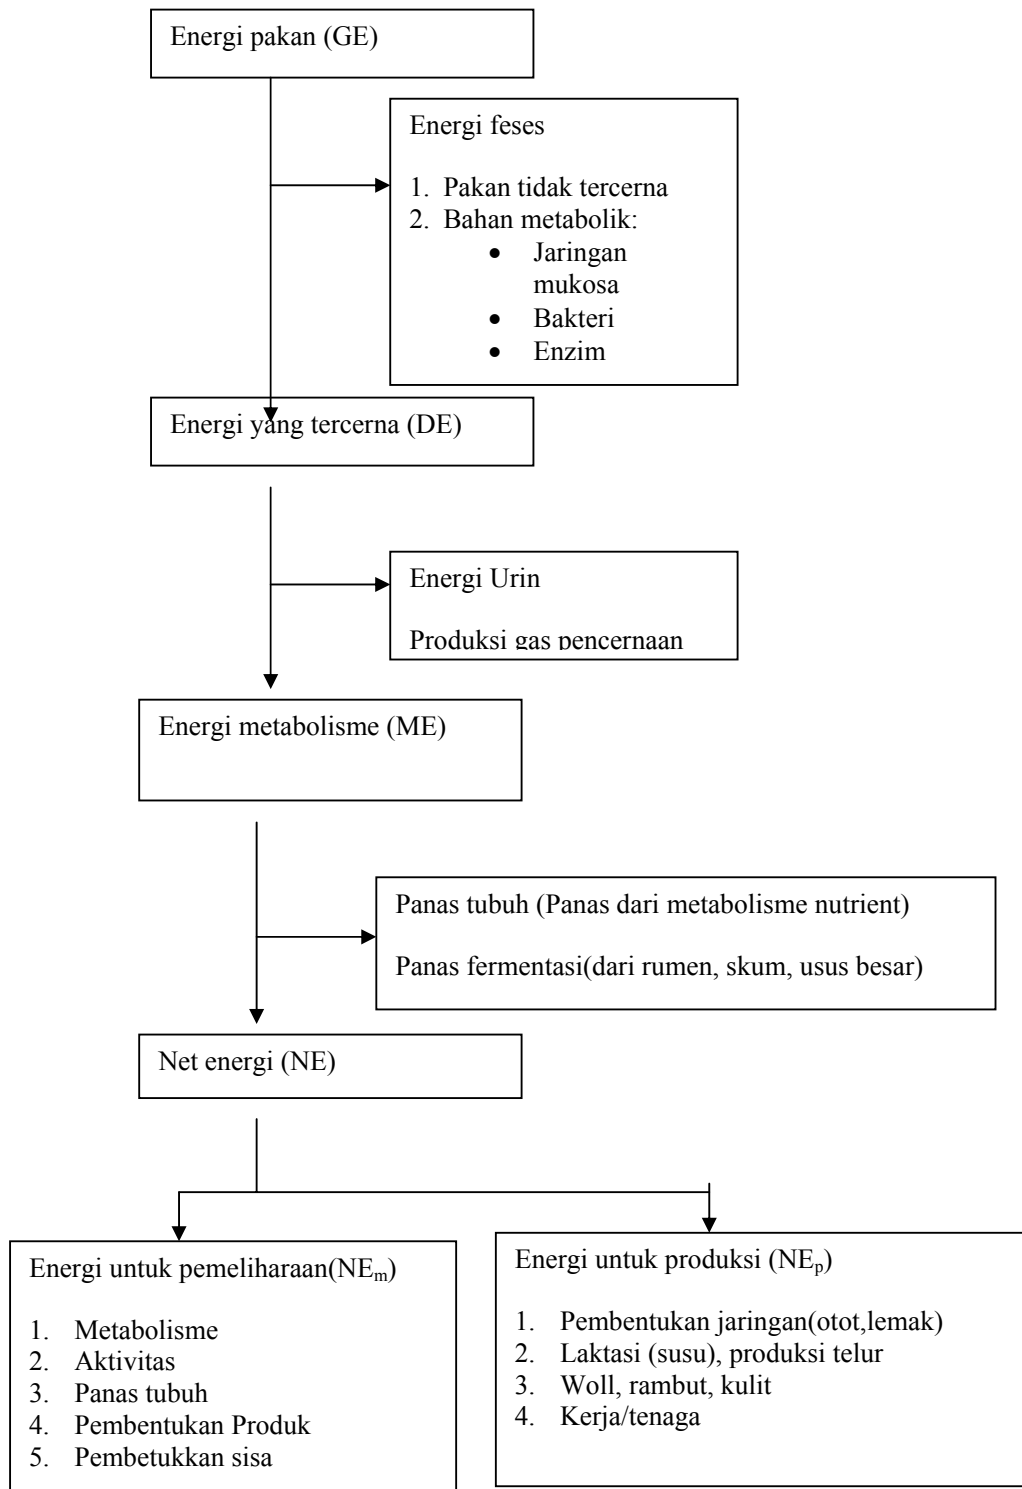 Energi pakan (GE)
Energi feses
1. Pakan tidak tercerna
2. Bahan metabolik:
• Jaringan
mukosa
• Bakteri
• Enzim
Energi yang tercerna (DE)
Energi Urin
Produksi gas pencernaan
Energi metabolisme (ME)
Panas tubuh (Panas dari metabolisme nutrient)
Panas fermentasi(dari rumen, skum, usus besar)
Net energi (NE)
Energi untuk pemeliharaan(NEm)
1. Metabolisme
2. Aktivitas
3. Panas tubuh
4. Pembentukan Produk
5. Pembetukkan sisa
Energi untuk produksi (NEp)
1. Pembentukan jaringan(otot,lemak)
2. Laktasi (susu), produksi telur
3. Woll, rambut, kulit
4. Kerja/tenaga